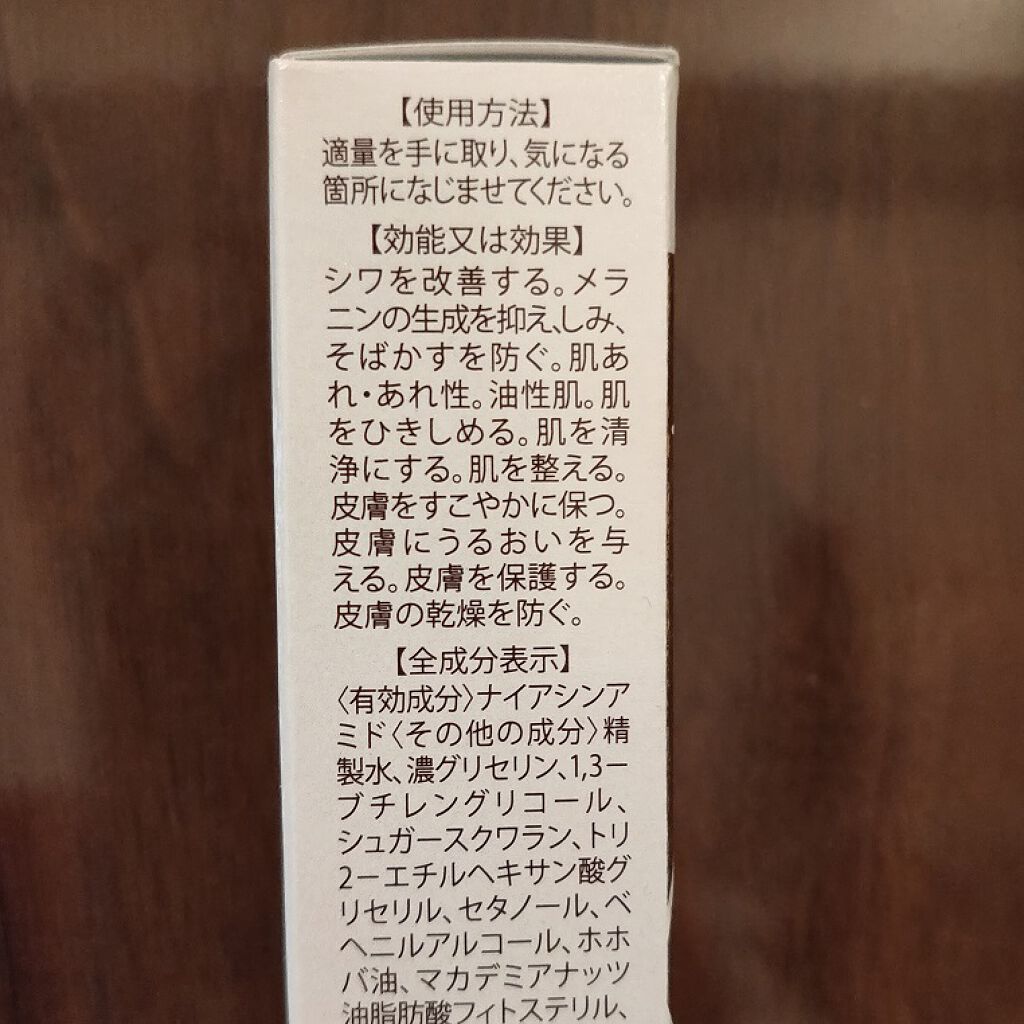 【使用方法】
適量を手に取り、気になる
箇所になじませてください。
【効能又は効果】
シワを改善する。メラ
ニンの生成を抑え、しみ、
そばかすを防ぐ。肌あ
れ・あれ性。油性肌。肌
をひきしめる。肌を清
浄にする。肌を整える。
皮膚をすこやかに保つ。
皮膚にうるおいを与
える。皮膚を保護する。
皮膚の乾燥を防ぐ。
【全成分表示】
〈有効成分〉ナイアシンア
ミド〈その他の成分〉精
製水、濃グリセリン、1,3ー
ブチレングリコール、
シュガースクワラン、トリ
2ーエチルヘキサン酸グ
リセリル、セタノール、ベ
ヘニルアルコール、ホホ
バ油、マカデミアナッツ
油脂肪酸フィトステリル、